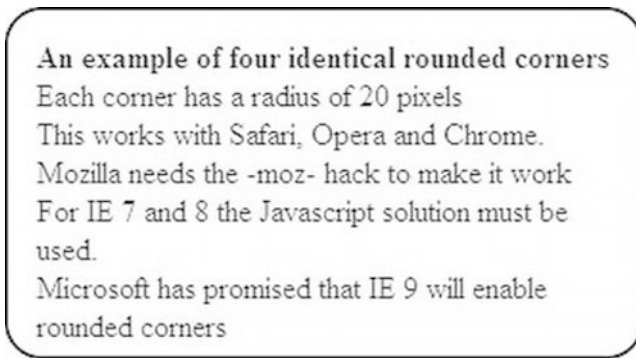 An example of four identical rounded corners
Each corner has a radius of 20 pixels
This works with Safari, Opera and Chrome.
Mozilla needs the -moz- hack to make it work
For IE 7 and 8 the Javascript solution must be
used.
Microsoft has promised that IE 9 will enable
rounded corners